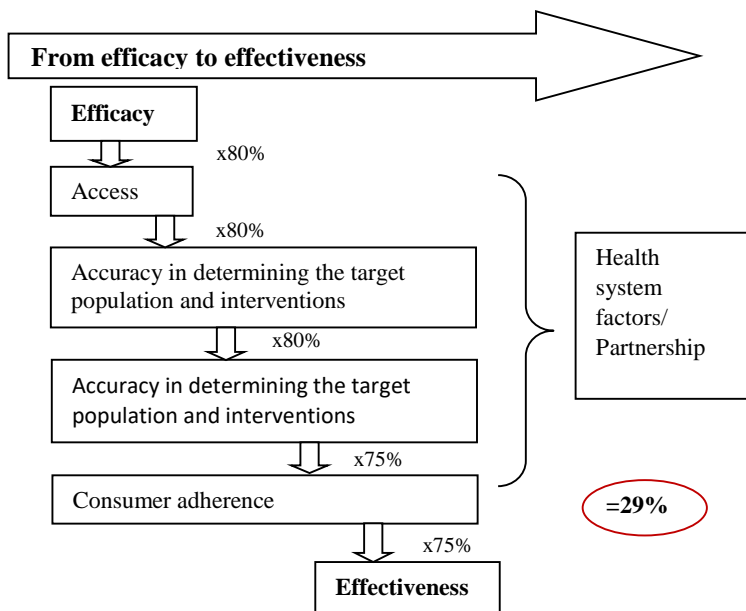 From efficacy to effectiveness
Efficacy
x80%
Access
x80%
Accuracy in determining the target
population and interventions
x80%
Accuracy in determining the target
population and interventions
x75%
Consumer adherence
x75%
Effectiveness
Health
system
factors/
Partnership
=29%